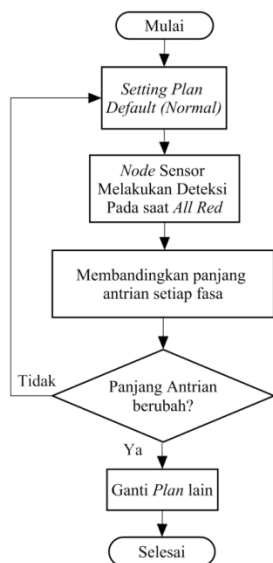 Mulai
Setting Plan
Default (Normal)
Node Sensor
Melakukan Deteksi
Pada saat All Red
Membandingkan panjang
antrian setiap fasa
Tidak
Panjang Antrian
berubah?
Ya
Ganti Plan lain
Selesai